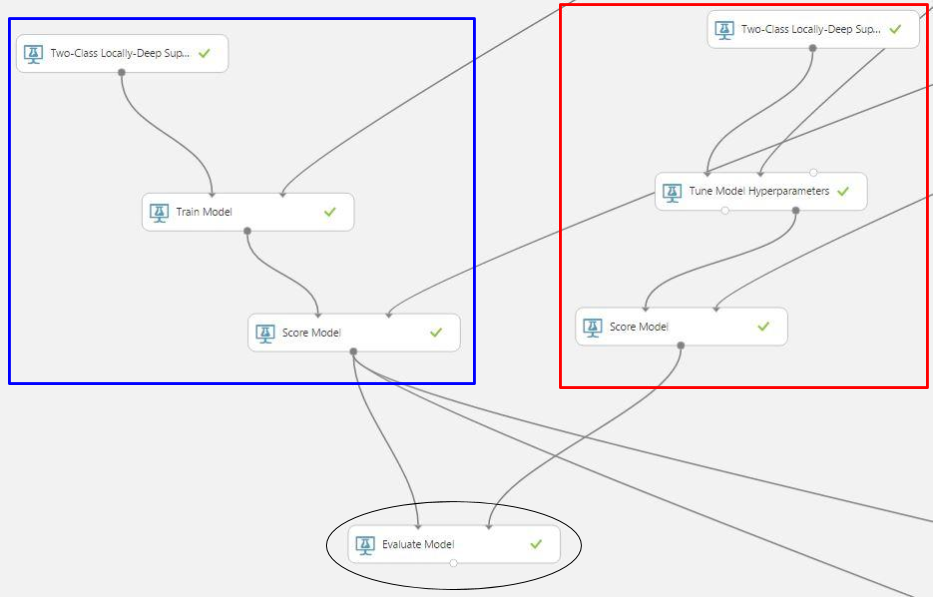 Two-Class Locally-Deep Sup...
Two-Class Locally-Deep Sup...
Train Model
Tune Model Hyperparameters
Score Model
Score Model
Evaluate Model